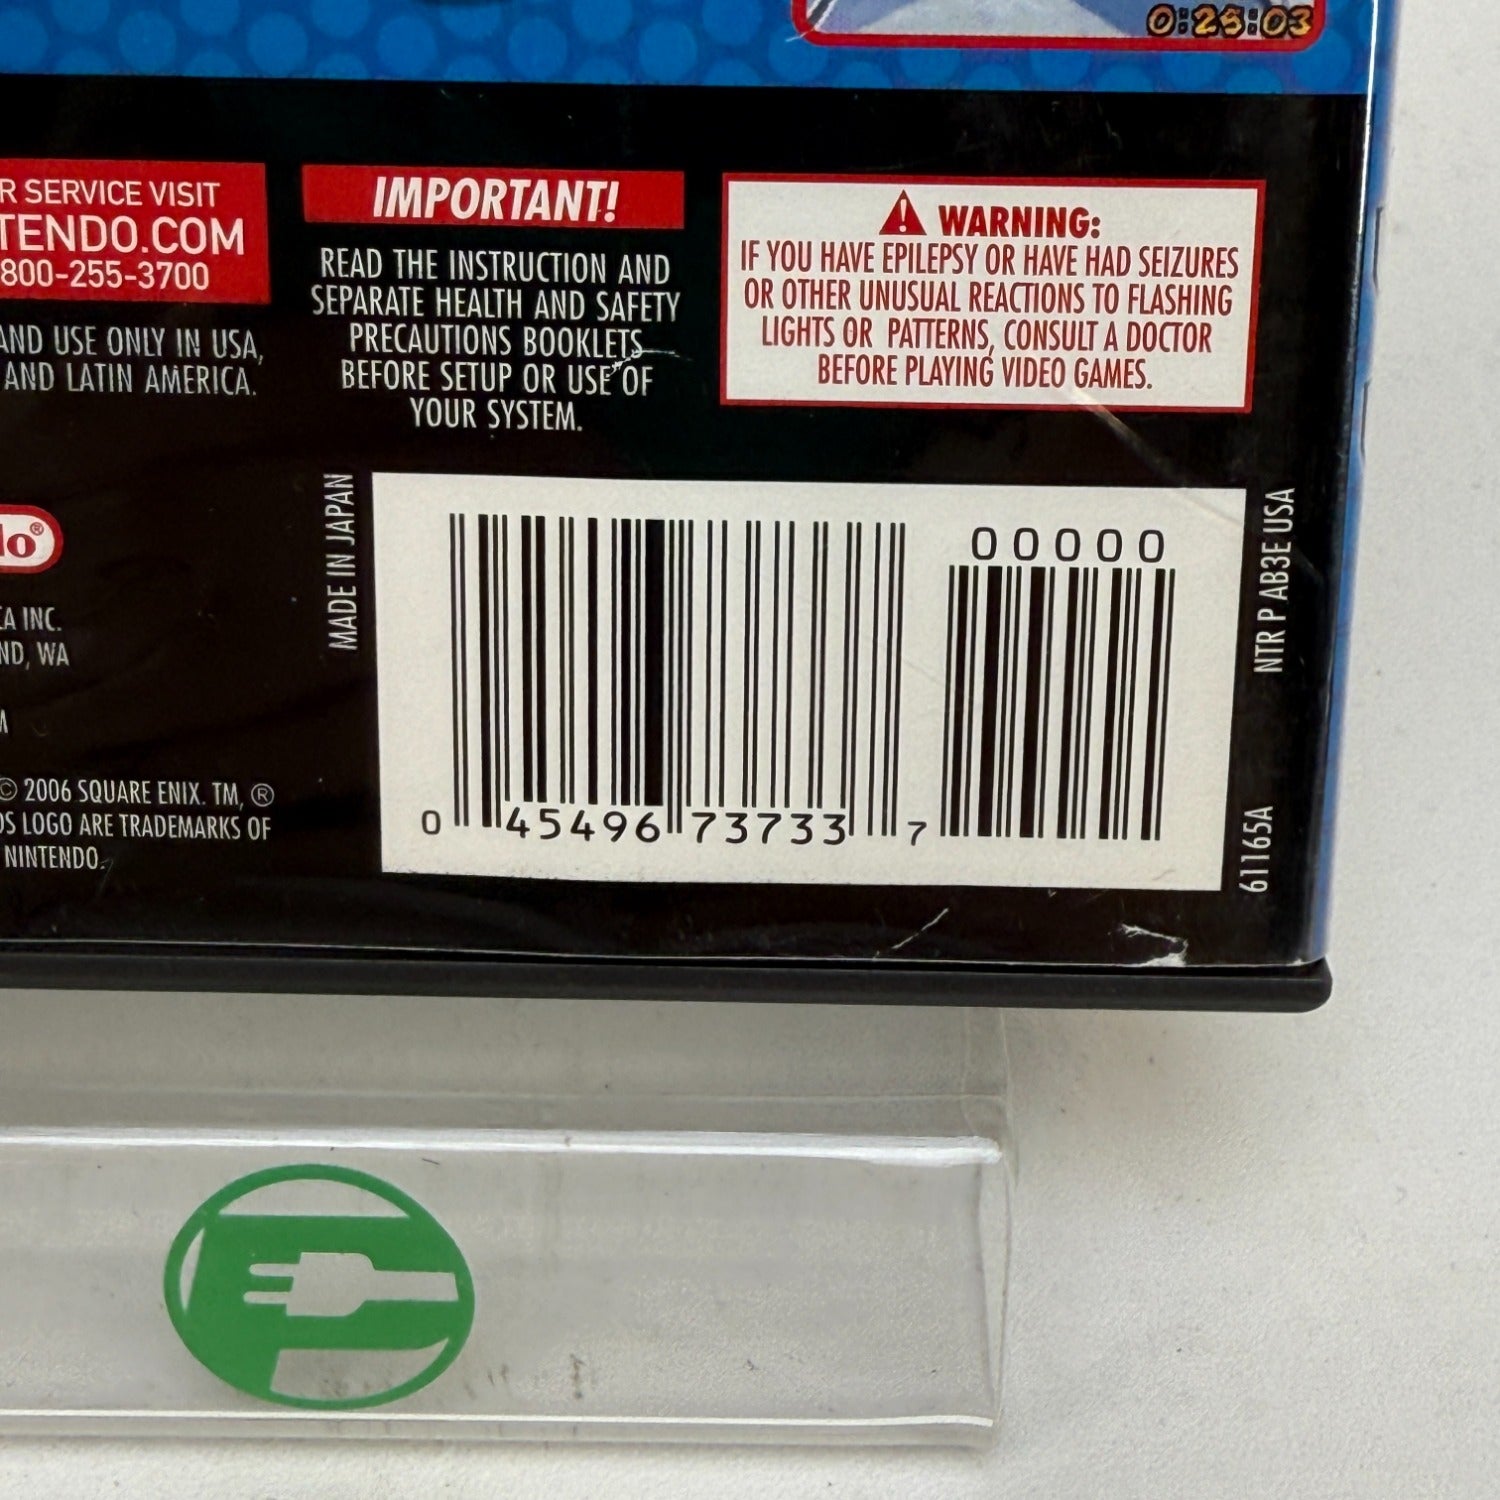 0:25:03
R SERVICE VISIT
TENDO.COM
800-255-3700
AND USE ONLY IN USA,
AND LATIN AMERICA.
IMPORTANT!
READ THE INSTRUCTION AND
SEPARATE HEALTH AND SAFETY
PRECAUTIONS BOOKLETS
BEFORE SETUP OR USE OF
YOUR SYSTEM.
WARNING:
IF YOU HAVE EPILEPSY OR HAVE HAD SEIZURES
OR OTHER UNUSUAL REACTIONS TO FLASHING
LIGHTS OR PATTERNS, CONSULT A DOCTOR
BEFORE PLAYING VIDEO GAMES.
lo®
CA INC.
ND, WA
M
© 2006 SQUARE ENIX. TM, ®
DS LOGO ARE TRADEMARKS OF
NINTENDO.
MADE IN JAPAN
00000
0 45496 73733 7
NTR P AB3E USA
61165A